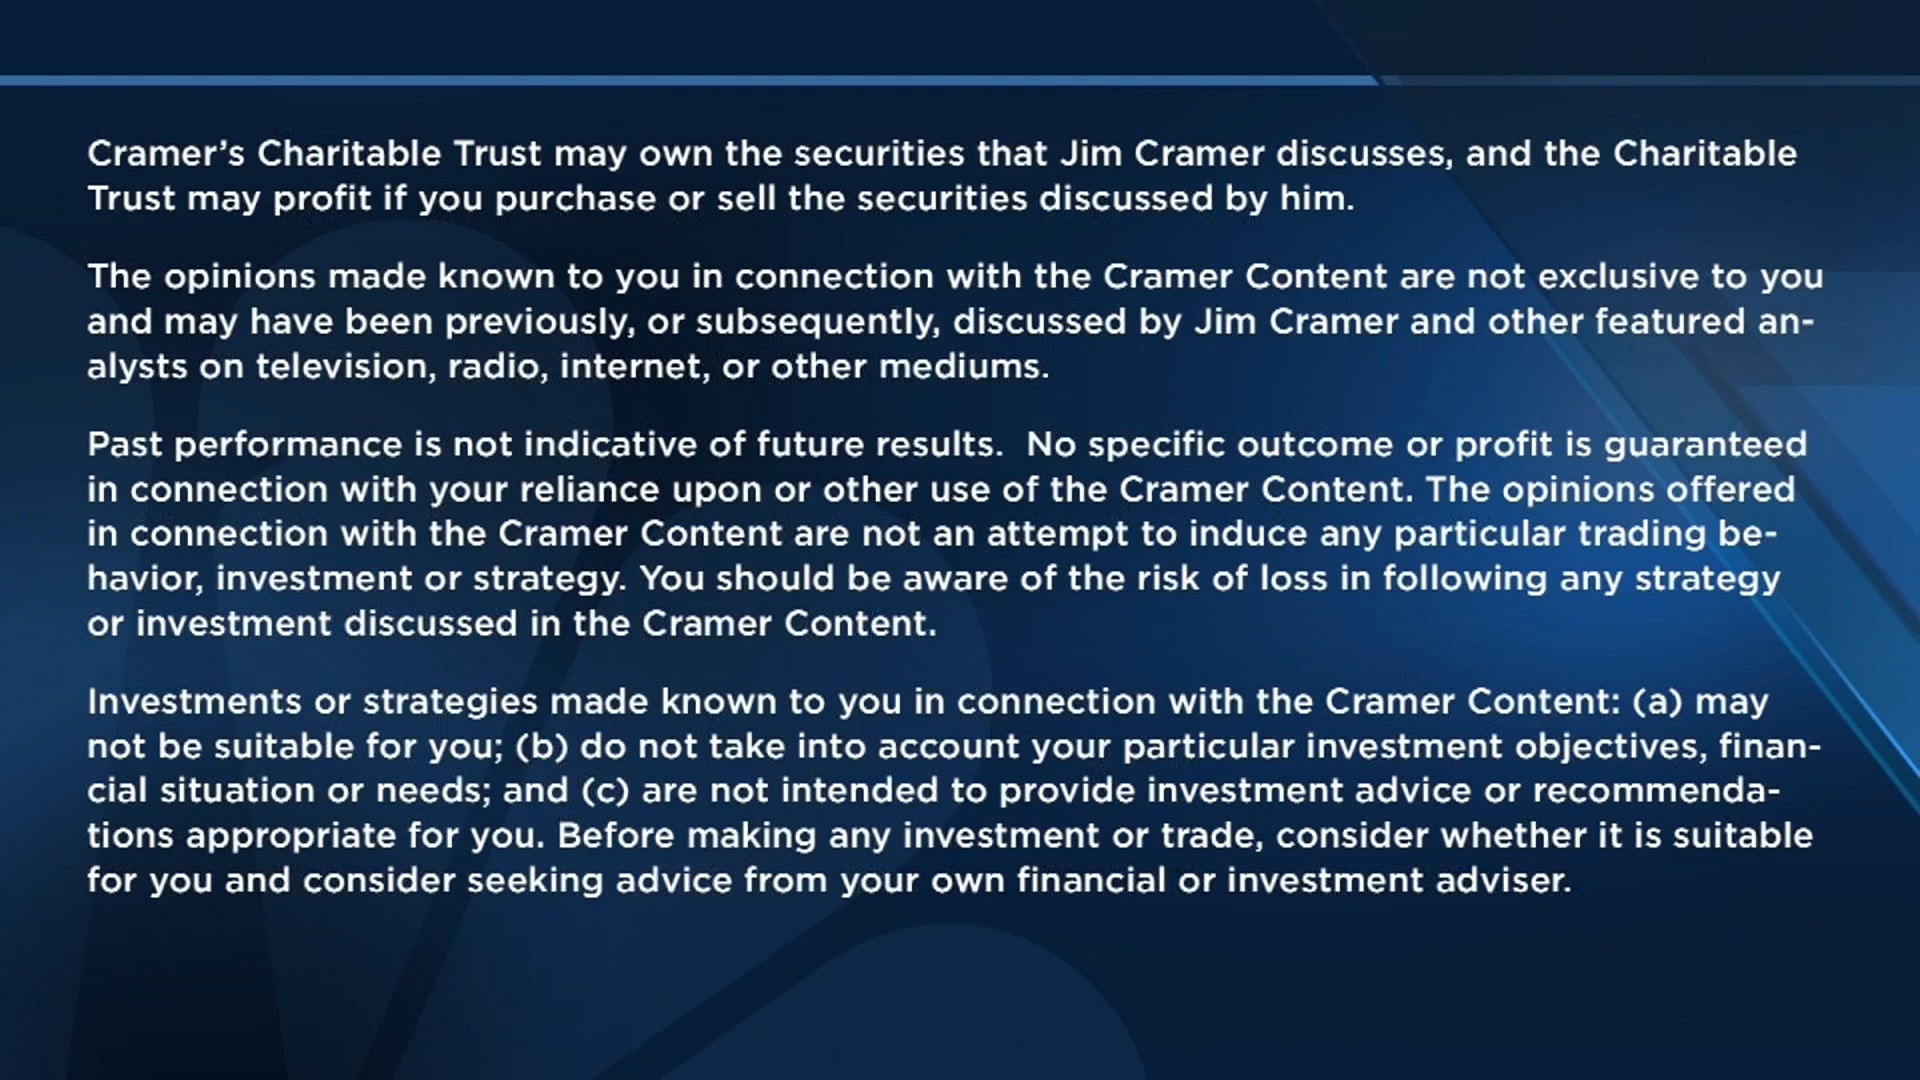 Cramer’s Charitable Trust may own the securities that Jim Cramer discusses, and the Charitable
Trust may profit if you purchase or sell the securities discussed by him.
The opinions made known to you in connection with the Cramer Content are not exclusive to you
and may have been previously, or subsequently, discussed by Jim Cramer and other featured an-
alysts on television, radio, internet, or other mediums.
Past performance is not indicative of future results.  No specific outcome or profit is guaranteed
in connection with your reliance upon or other use of the Cramer Content. The opinions offered
in connection with the Cramer Content are not an attempt to induce any particular trading be-
havior, investment or strategy. You should be aware of the risk of loss in following any strategy
or investment discussed in the Cramer Content.
Investments or strategies made known to you in connection with the Cramer Content: (a) may
not be suitable for you; (b) do not take into account your particular investment objectives, finan-
cial situation or needs; and (c) are not intended to provide investment advice or recommenda-
tions appropriate for you. Before making any investment or trade, consider whether it is suitable
for you and consider seeking advice from your own financial or investment adviser.